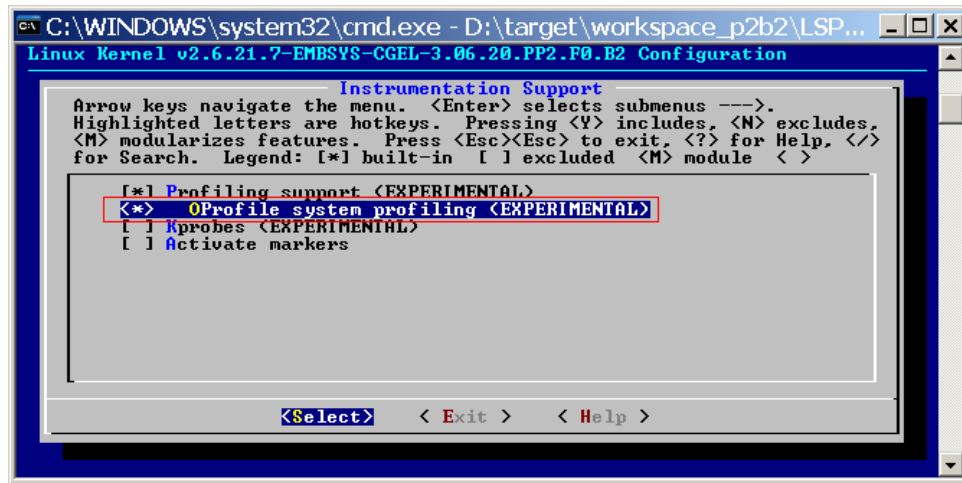 C:\WINDOWS\system32\cmd.exe - D:\target\workspace_p2b2\LSP...
Linux Kernel v2.6.21.7-EMBSYS-CGEL-3.06.20.PP2.F0.B2 Configuration
Instrumentation Support
Arrow keys navigate the menu.  <Enter> selects submenus --->.
Highlighted letters are hotkeys.  Pressing <Y> includes, <N> excludes,
<M> modularizes features.  Press <Esc><Esc> to exit, <?> for Help, </>
for Search.  Legend: [*] built-in  [ ] excluded  <M> module  < >
[*] Profiling support (EXPERIMENTAL)
<*>   OProfile system profiling (EXPERIMENTAL)
[ ] Kprobes (EXPERIMENTAL)
[ ] Activate markers
<Select>    < Exit >    < Help >